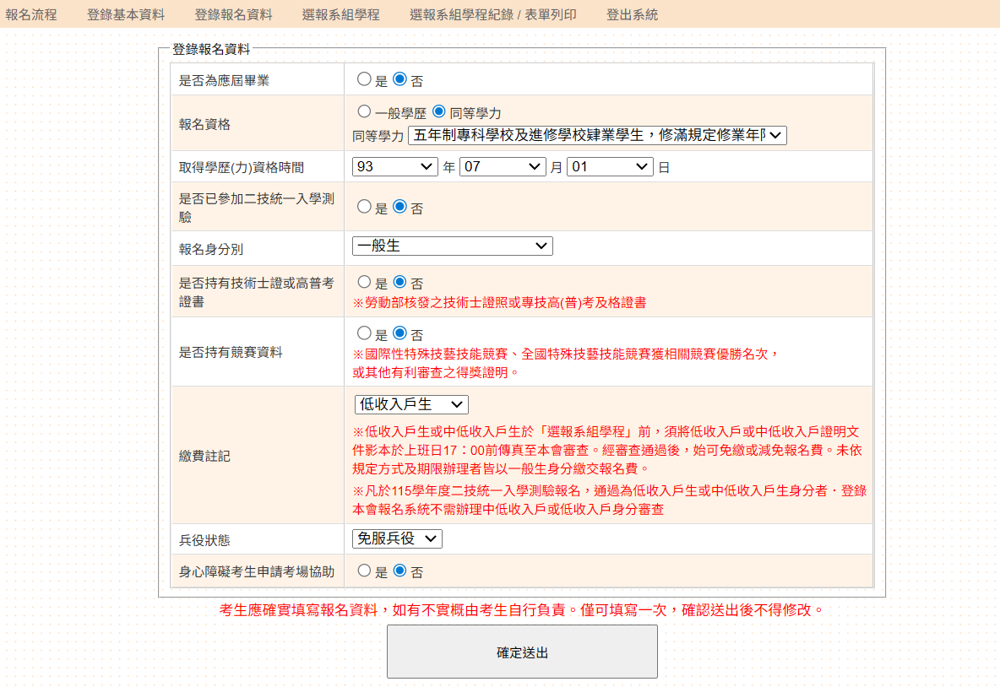 報名流程 登錄基本資料 登錄報名資料 選報系組學程 選報系組學程紀錄 / 表單列印 登出系統
登錄報名資料
是否為應屆畢業 是 否
報名資格 一般學歷 同等學力
同等學力 五年制專科學校及進修學校肄業學生，修滿規定修業年限
取得學歷(力)資格時間 93 年 07 月 01 日
是否已參加二技統一入學測
驗 是 否
報名身分別 一般生
是否持有技術士證或高普考
證書 是 否
※勞動部核發之技術士證照或專技高(普)考及格證書
是否持有競賽資料 是 否
※國際性特殊技藝技能競賽、全國特殊技藝技能競賽獲相關競賽優勝名次，
或其他有利審查之得獎證明。
繳費註記 低收入戶生
※低收入戶生或中低收入戶生於「選報系組學程」前，須將低收入戶或中低收入戶證明文
件影本於上班日17：00前傳真至本會審查。經審查通過後，始可免繳或減免報名費。未依
規定方式及期限辦理者皆以一般生身分繳交報名費。
※凡於115學年度二技統一入學測驗報名，通過為低收入戶生或中低收入戶生身分者．登錄
本會報名系統不需辦理中低收入戶或低收入戶身分審查
兵役狀態 免服兵役
身心障礙考生申請考場協助 是 否
考生應確實填寫報名資料，如有不實概由考生自行負責。僅可填寫一次，確認送出後不得修改。
確定送出